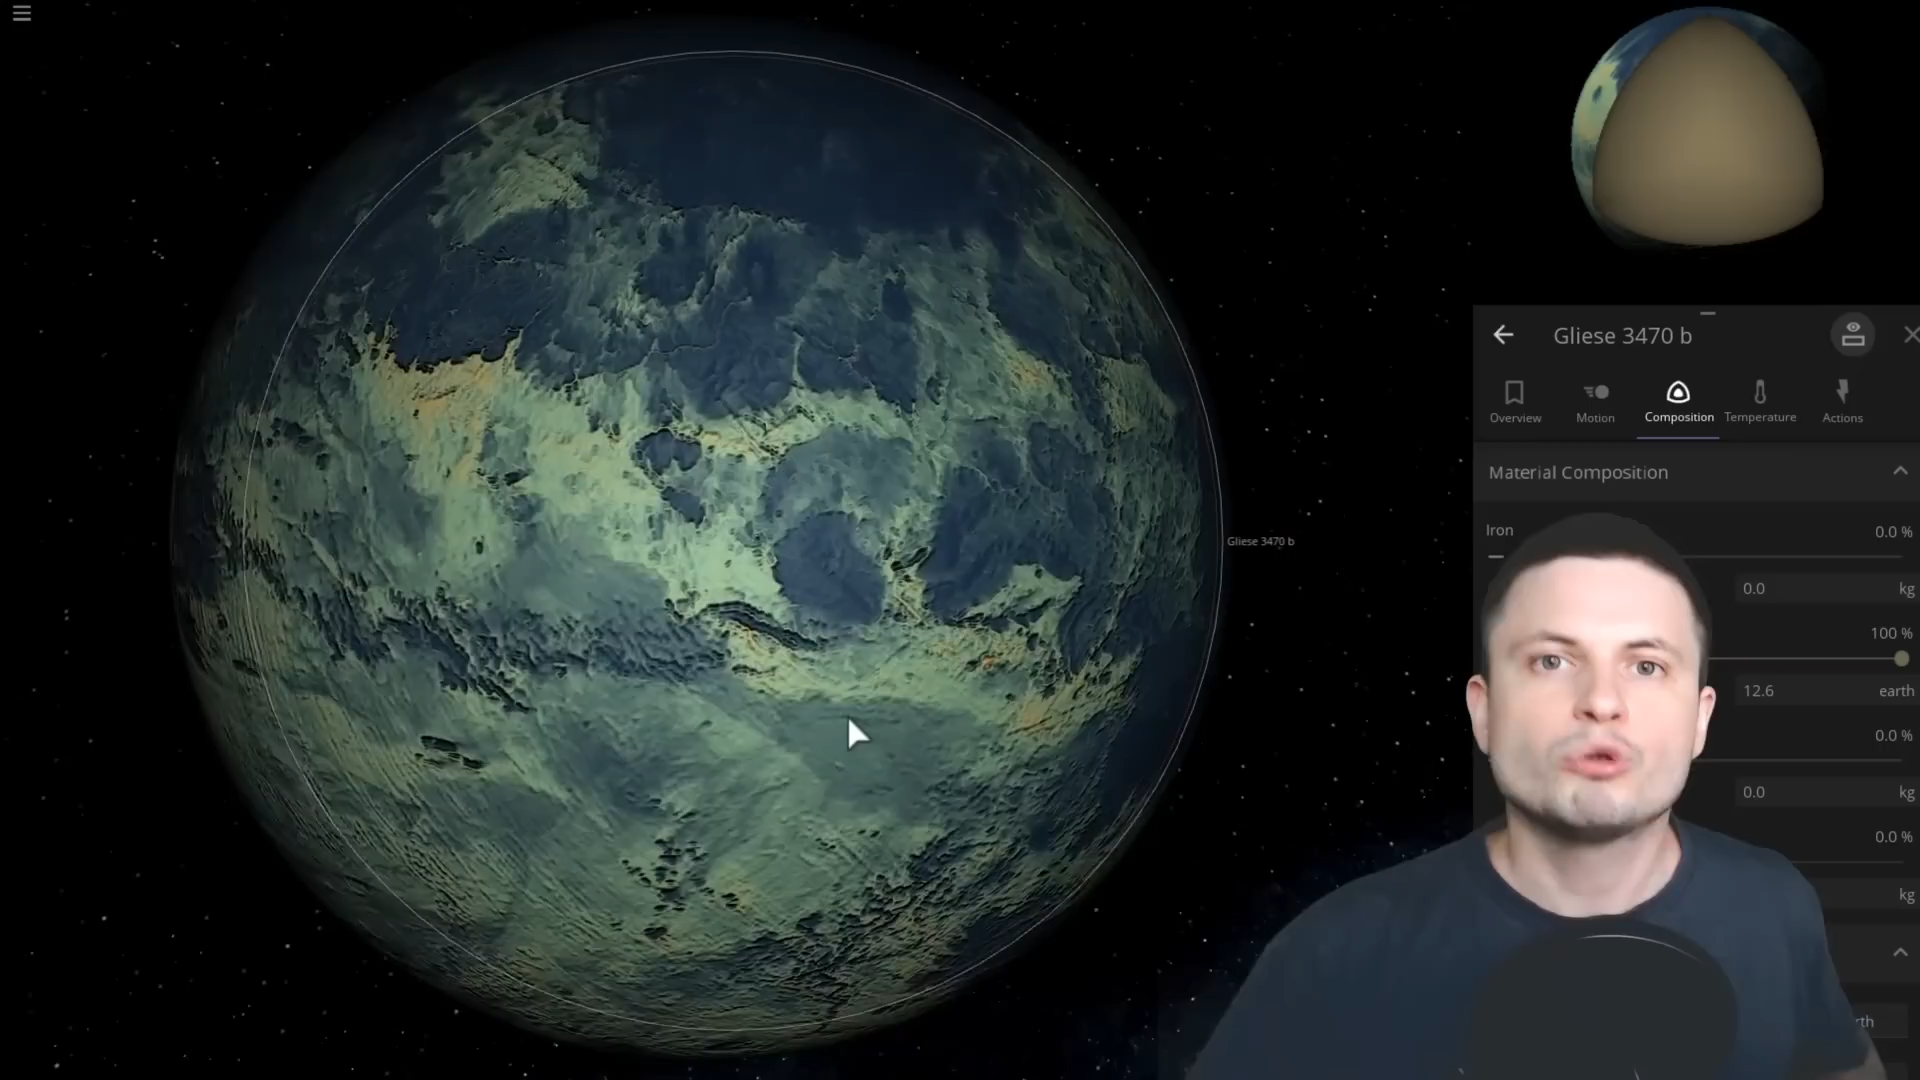 Gliese 3470 b
Overview
Motion
Composition
Temperature
Actions
Material Composition
Iron
0.0 %
0.0
kg
100 %
12.6
earth
0.0 %
0.0
kg
0.0 %
kg
rth
Gliese 3470 b